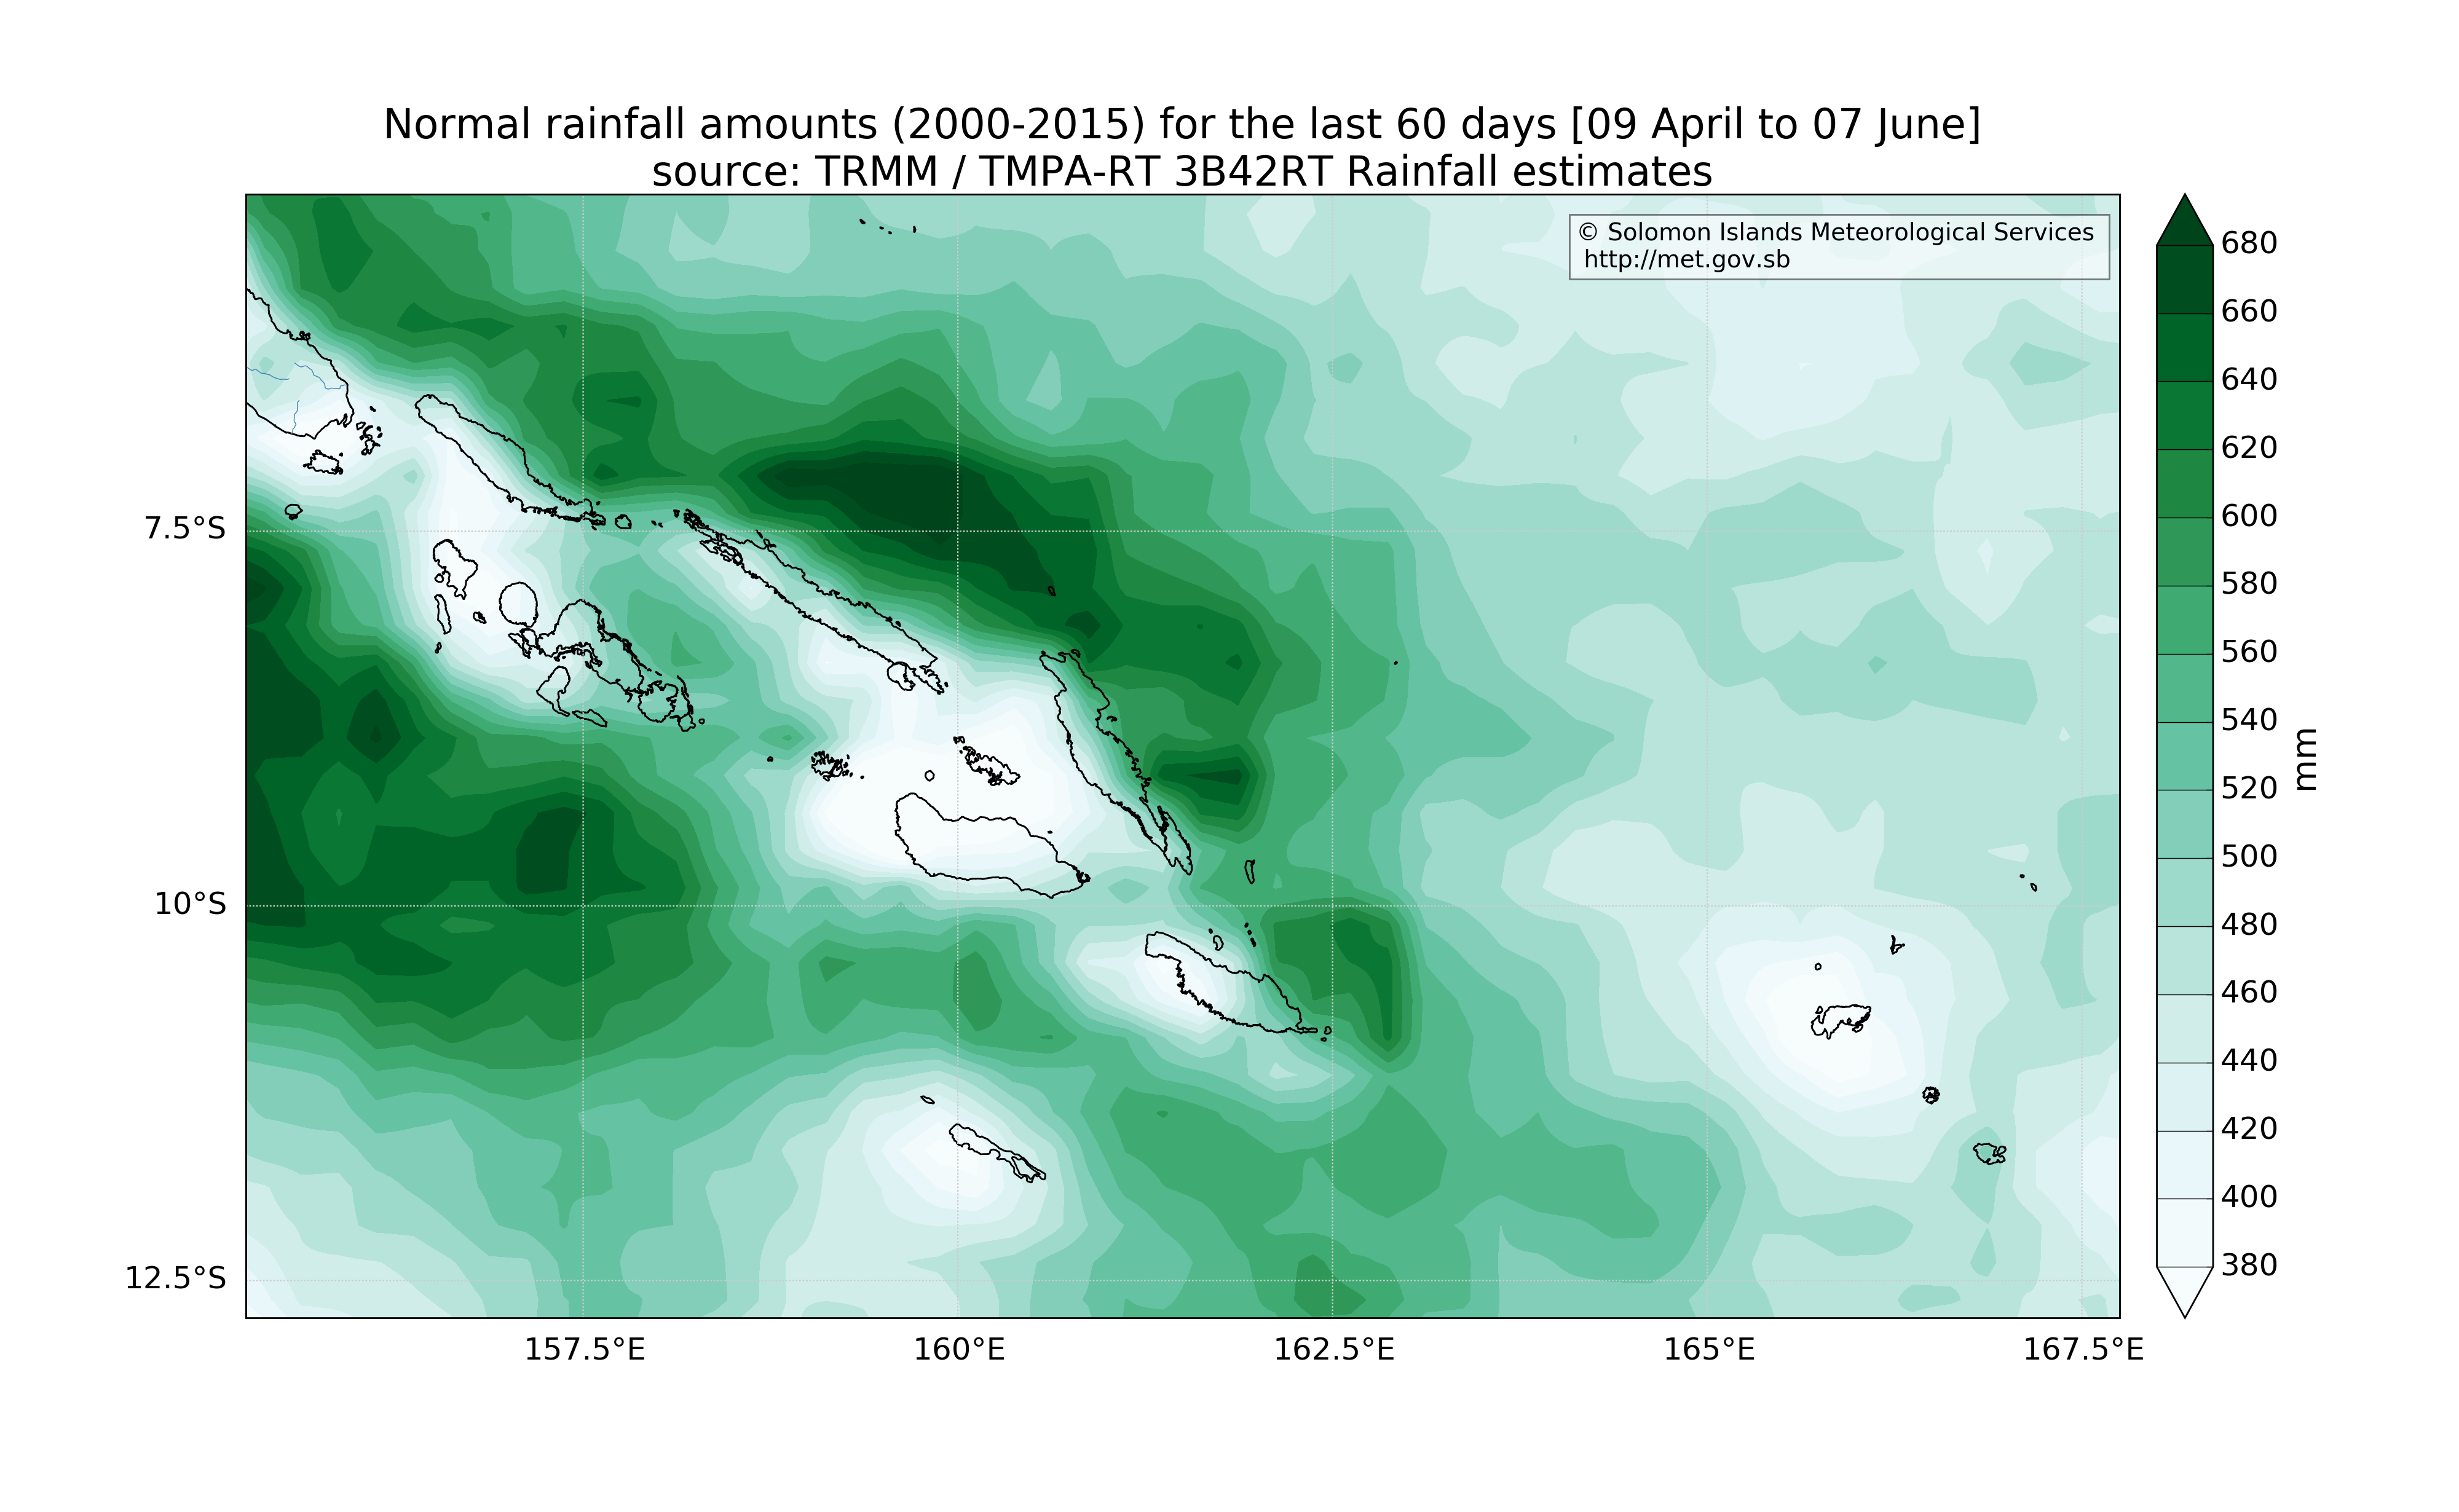 Normal rainfall amounts (2000-2015) for the last 60 days [09 April to 07 June]
source: TRMM / TMPA-RT 3B42RT Rainfall estimates
© Solomon Islands Meteorological Services
http://met.gov.sb
7.5°S
10°S
12.5°S
157.5°E
160°E
162.5°E
165°E
167.5°E
680
660
640
620
600
580
560
540
520
500
480
460
440
420
400
380
mm